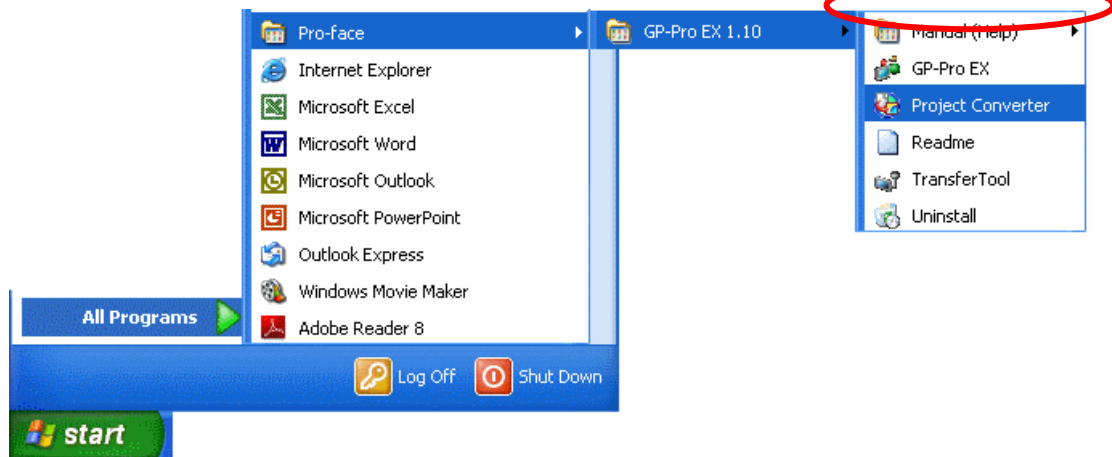 Pro-face
Internet Explorer
Microsoft Excel
Microsoft Word
Microsoft Outlook
Microsoft PowerPoint
Outlook Express
Windows Movie Maker
Adobe Reader 8
GP-Pro EX 1.10
Manual (Help)
GP-Pro EX
Project Converter
Readme
TransferTool
Uninstall
All Programs
Log Off
Shut Down
start